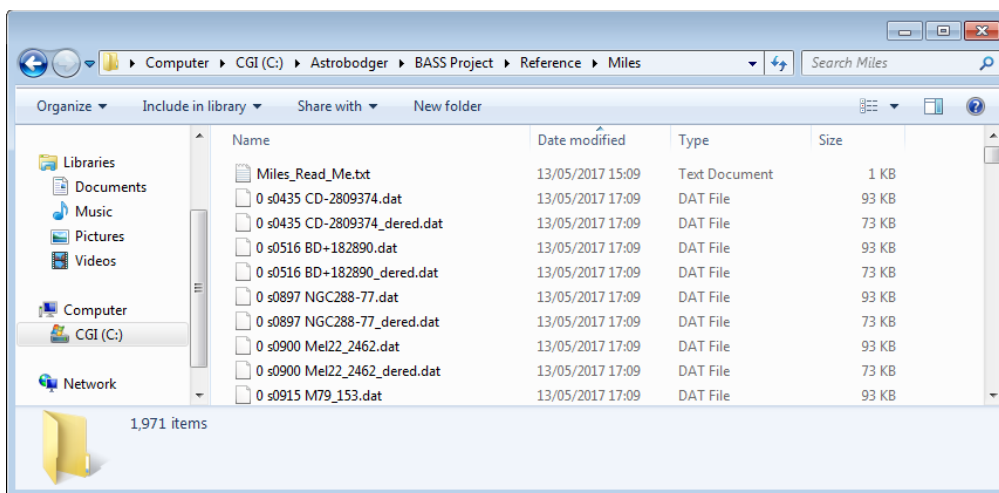 Computer CGI (C:) Astrobodger BASS Project Reference Miles Search Miles
Organize Include in library Share with New folder
Libraries
Documents
Music
Pictures
Videos
Computer
CGI (C:)
Network
Name Date modified Type Size
Miles_Read_Me.txt 13/05/2017 15:09 Text Document 1 KB
0 s0435 CD-2809374.dat 13/05/2017 17:09 DAT File 93 KB
0 s0435 CD-2809374_dered.dat 13/05/2017 17:09 DAT File 73 KB
0 s0516 BD+182890.dat 13/05/2017 17:09 DAT File 93 KB
0 s0516 BD+182890_dered.dat 13/05/2017 17:09 DAT File 73 KB
0 s0897 NGC288-77.dat 13/05/2017 17:09 DAT File 93 KB
0 s0897 NGC288-77_dered.dat 13/05/2017 17:09 DAT File 73 KB
0 s0900 Mel22_2462.dat 13/05/2017 17:09 DAT File 93 KB
0 s0900 Mel22_2462_dered.dat 13/05/2017 17:09 DAT File 73 KB
0 s0915 M79_153.dat 13/05/2017 17:09 DAT File 93 KB
1,971 items